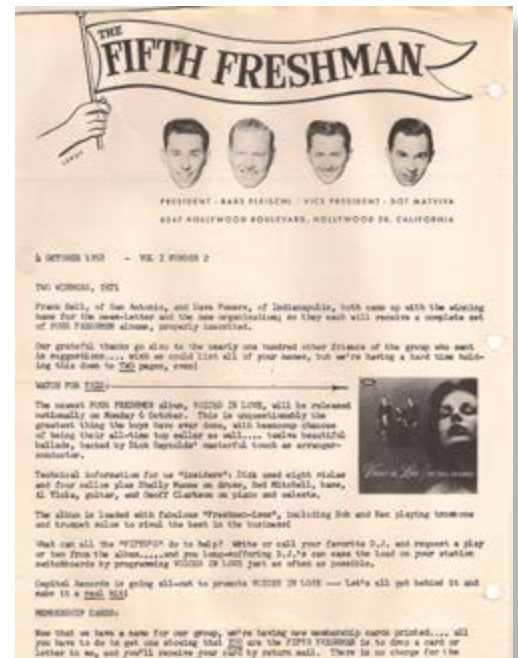 THE
FIFTH FRESHMAN
PRESIDENT - BABS PLEISCHL / VICE PRESIDENT - DOT MATVIYA
6047 HOLLYWOOD BOULEVARD, HOLLYWOOD 28, CALIFORNIA
4 OCTOBER 1958 - VOL I NUMBER 2
TWO WINNERS, YET!
Frank Bell, of San Antonio, and Dave Powers, of Indianapolis, both came up with the winning
name for the news-letter and the new organization; so they each will receive a complete set
of FOUR FRESHMEN albums, properly inscribed.
Our grateful thanks go also to the nearly one hundred other friends of the group who sent
in suggestions.... wish we could list all of your names, but we're having a hard time hold-
ing this down to TWO pages, even!
WATCH FOR THIS:
The newest FOUR FRESHMEN album, VOICES IN LOVE, will be released
nationally on Monday 6 October. This is unquestionably the
greatest thing the boys have ever done, with beaucoup chances
of being their all-time top seller as well.... twelve beautiful
ballads, backed by Dick Reynolds' masterful touch as arranger-
conductor.
Voices in Love
Technical information for us "insiders": Dick used eight violas
and four cellos plus Shelly Manne on drums, Red Mitchell, bass,
Al Viola, guitar, and Geoff Clarkson on piano and celeste.
The album is loaded with fabulous "Freshmen-isms", including Bob and Ken playing trombone
and trumpet solos to rival the best in the business!
What can all the "FIFTHS" do to help? Write or call your favorite D.J. and request a play
or two from the album.....and you long-suffering D.J.'s can ease the load on your station
switchboards by programming VOICES IN LOVE just as often as possible.
Capitol Records is going all-out to promote VOICES IN LOVE --- Let's all get behind it and
make it a real hit!
MEMBERSHIP CARDS:
Now that we have a name for our group, we're having new membership cards printed.... all
you have to do to get one showing that YOU are the FIFTH FRESHMAN is to drop a card or
letter to me, and you'll receive your card by return mail. There is no charge for the